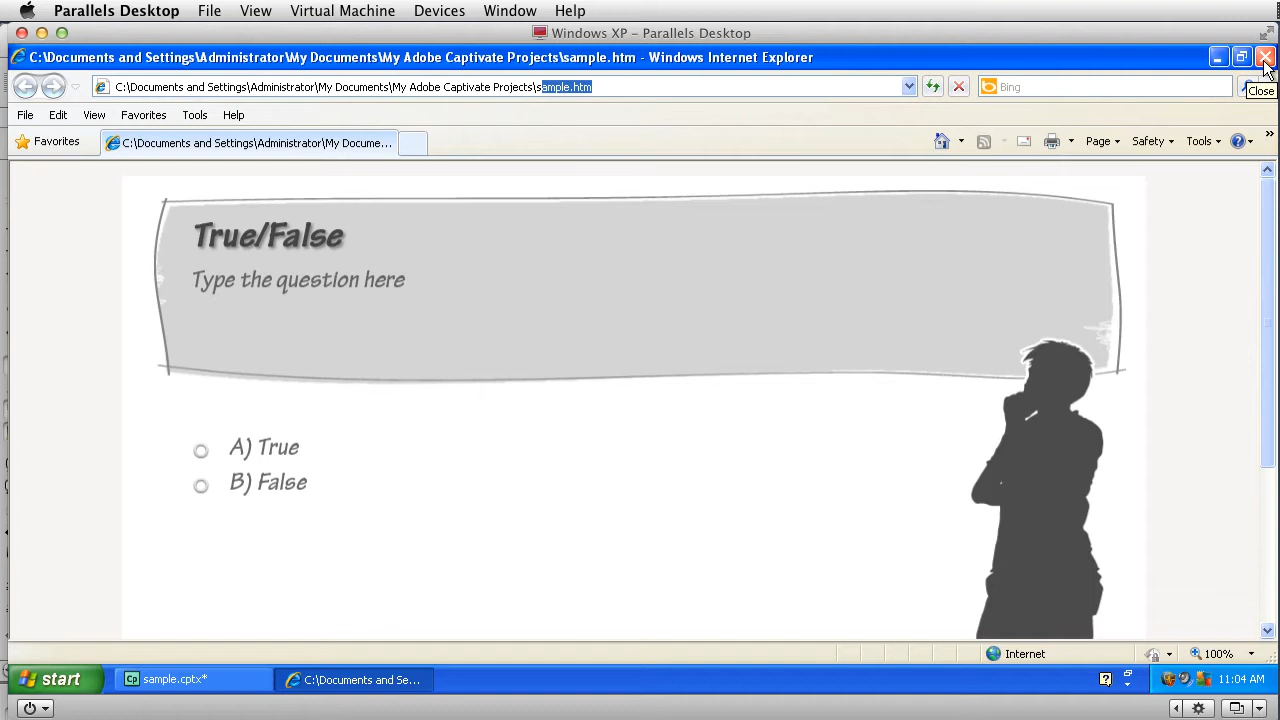 Parallels Desktop File View Virtual Machine Devices Window Help
Windows XP – Parallels Desktop
C:\Documents and Settings\Administrator\My Documents\My Adobe Captivate Projects\sample.htm - Windows Internet Explorer
C:\Documents and Settings\Administrator\My Documents\My Adobe Captivate Projects\sample.htm Bing
Close
File Edit View Favorites Tools Help
Favorites C:\Documents and Settings\Administrator\My Docume... Page Safety Tools »
True/False
Type the question here
A) True
B) False
Internet 100%
start Cp sample.cptx* C:\Documents and Se... 11:04 AM